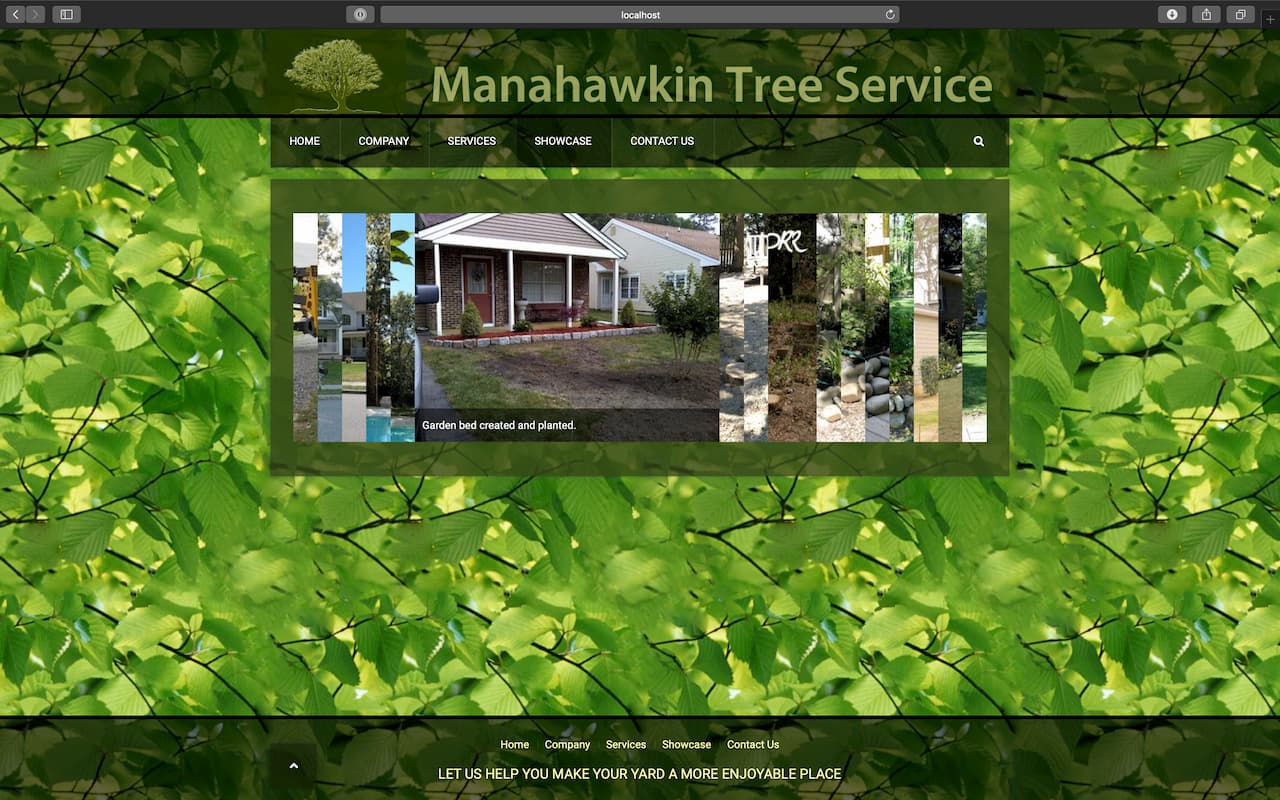 localhost
Manahawkin Tree Service
HOME COMPANY SERVICES SHOWCASE CONTACT US
Garden bed created and planted.
Home Company Services Showcase Contact Us
LET US HELP YOU MAKE YOUR YARD A MORE ENJOYABLE PLACE